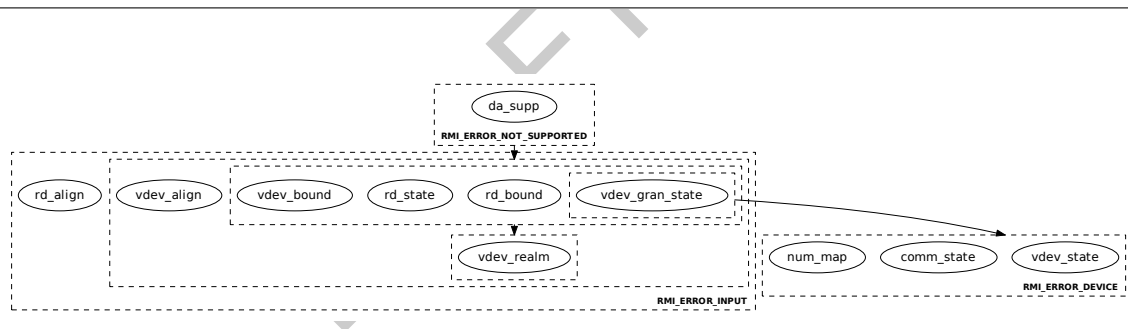 da_supp
RMI_ERROR_NOT_SUPPORTED
rd_align vdev_align vdev_bound rd_state rd_bound vdev_gran_state
vdev_realm num_map comm_state vdev_state
RMI_ERROR_DEVICE
RMI_ERROR_INPUT